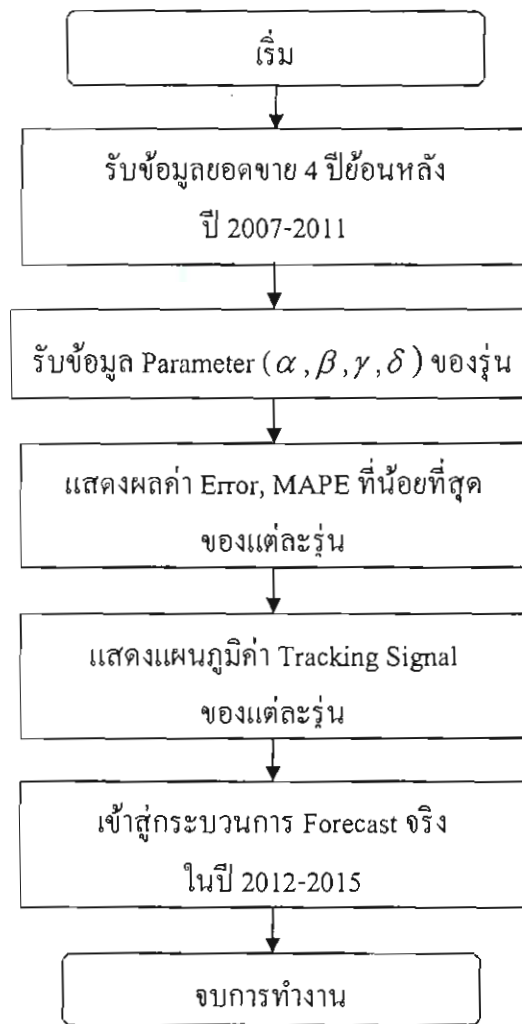 เริ่ม
รับข้อมูลยอดขาย 4 ปีย้อนหลัง
ปี 2007-2011
รับข้อมูล Parameter (α, β, γ, δ) ของรุ่น
แสดงผลค่า Error, MAPE ที่น้อยที่สุด
ของแต่ละรุ่น
แสดงแผนภูมิค่า Tracking Signal
ของแต่ละรุ่น
เข้าสู่กระบวนการ Forecast จริง
ในปี 2012-2015
จบการทำงาน